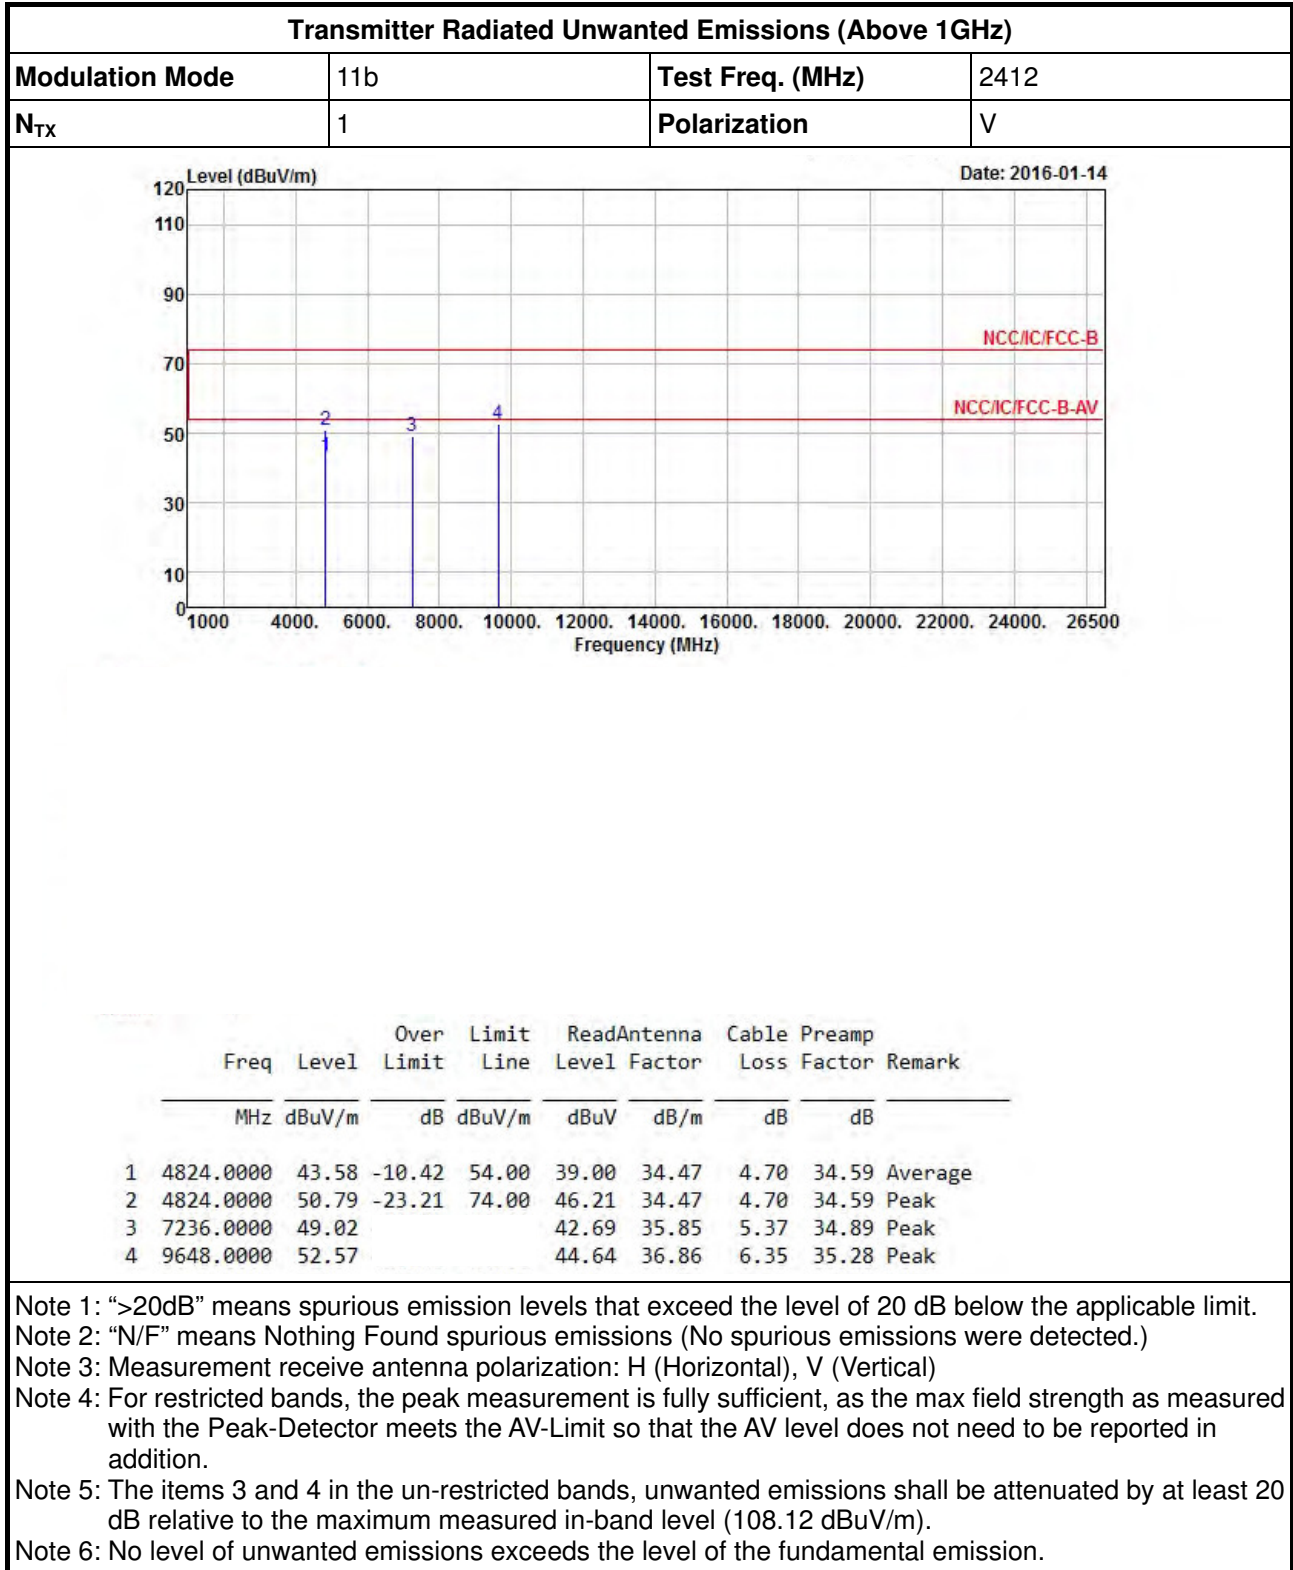 Transmitter Radiated Unwanted Emissions (Above 1GHz)
Modulation Mode 11b Test Freq. (MHz) 2412
NTX 1 Polarization V
Level (dBuV/m) Date: 2016-01-14
120
110
90
NCC/IC/FCC-B
70
NCC/IC/FCC-B-AV
2 3 4
50
1
30
10
0
1000 4000. 6000. 8000. 10000. 12000. 14000. 16000. 18000. 20000. 22000. 24000. 26500
Frequency (MHz)
Over Limit ReadAntenna Cable Preamp
Freq Level Limit Line Level Factor Loss Factor Remark
MHz dBuV/m dB dBuV/m dBuV dB/m dB dB
1 4824.0000 43.58 -10.42 54.00 39.00 34.47 4.70 34.59 Average
2 4824.0000 50.79 -23.21 74.00 46.21 34.47 4.70 34.59 Peak
3 7236.0000 49.02 42.69 35.85 5.37 34.89 Peak
4 9648.0000 52.57 44.64 36.86 6.35 35.28 Peak
Note 1: “>20dB” means spurious emission levels that exceed the level of 20 dB below the applicable limit.
Note 2: “N/F” means Nothing Found spurious emissions (No spurious emissions were detected.)
Note 3: Measurement receive antenna polarization: H (Horizontal), V (Vertical)
Note 4: For restricted bands, the peak measurement is fully sufficient, as the max field strength as measured
with the Peak-Detector meets the AV-Limit so that the AV level does not need to be reported in
addition.
Note 5: The items 3 and 4 in the un-restricted bands, unwanted emissions shall be attenuated by at least 20
dB relative to the maximum measured in-band level (108.12 dBuV/m).
Note 6: No level of unwanted emissions exceeds the level of the fundamental emission.